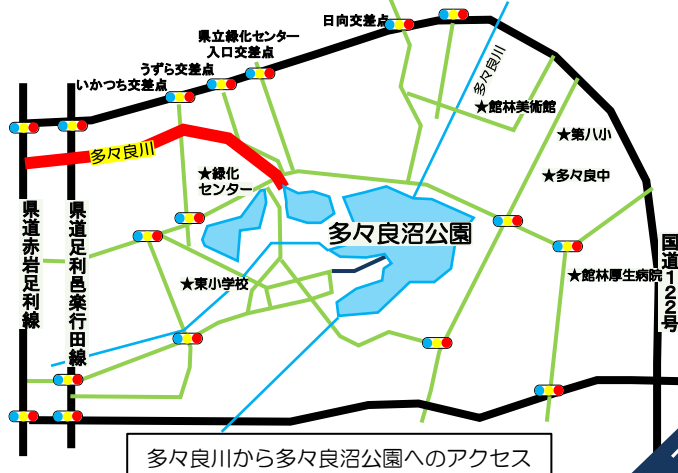 日向交差点
県立緑化センター
入口交差点
うずら交差点
いかつち交差点
多々良川
★館林美術館
★第八小
多々良川
★緑化
センター
★多々良中
県道赤岩足利線
県道足利邑楽行田線
多々良沼公園
国道122号
★東小学校
★館林厚生病院
多々良川から多々良沼公園へのアクセス